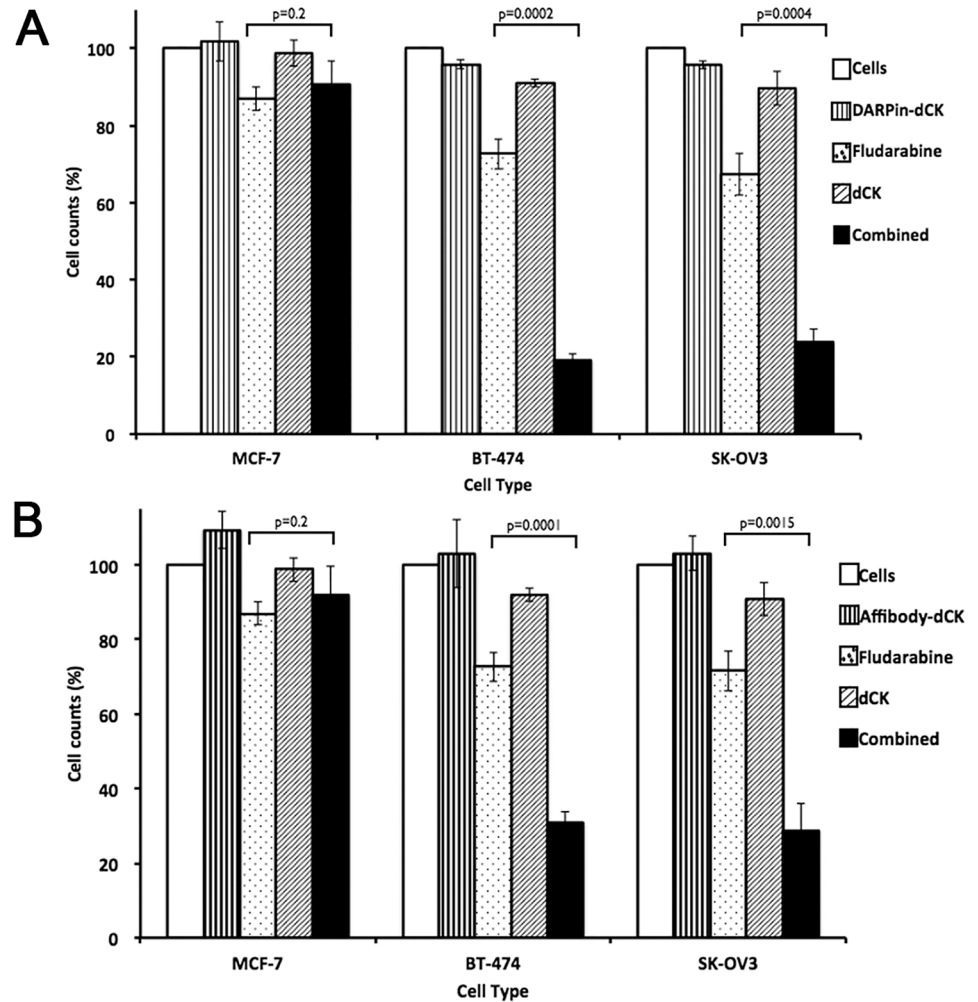 A
p=0.2
p=0.0002
p=0.0004
100
80
60
40
20
0
Cell counts (%)
Cells
DARPin-dCK
Fludarabine
dCK
Combined
MCF-7
BT-474
SK-OV3
Cell Type
B
p=0.2
p=0.0001
p=0.0015
100
80
60
40
20
0
Cell counts (%)
Cells
Affibody-dCK
Fludarabine
dCK
Combined
MCF-7
BT-474
SK-OV3
Cell Type